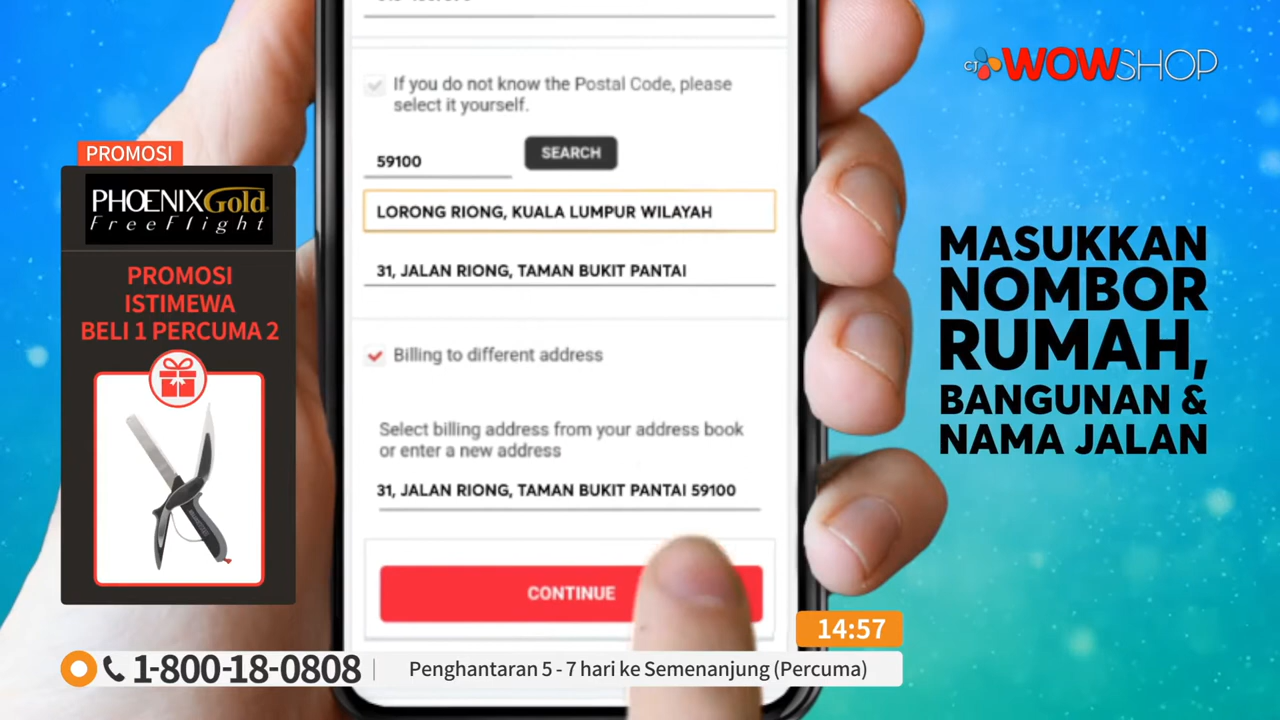 If you do not know the Postal Code, please
select it yourself.
59100
SEARCH
LORONG RIONG, KUALA LUMPUR WILAYAH
31, JALAN RIONG, TAMAN BUKIT PANTAI
Billing to different address
Select billing address from your address book
or enter a new address
31, JALAN RIONG, TAMAN BUKIT PANTAI 59100
CONTINUE
CJ WOWSHOP
PROMOSI
PHOENIXGold
FreeFlight
PROMOSI
ISTIMEWA
BELI 1 PERCUMA 2
MASUKKAN
NOMBOR
RUMAH,
BANGUNAN &
NAMA JALAN
14:57
1-800-18-0808
Penghantaran 5 - 7 hari ke Semenanjung (Percuma)